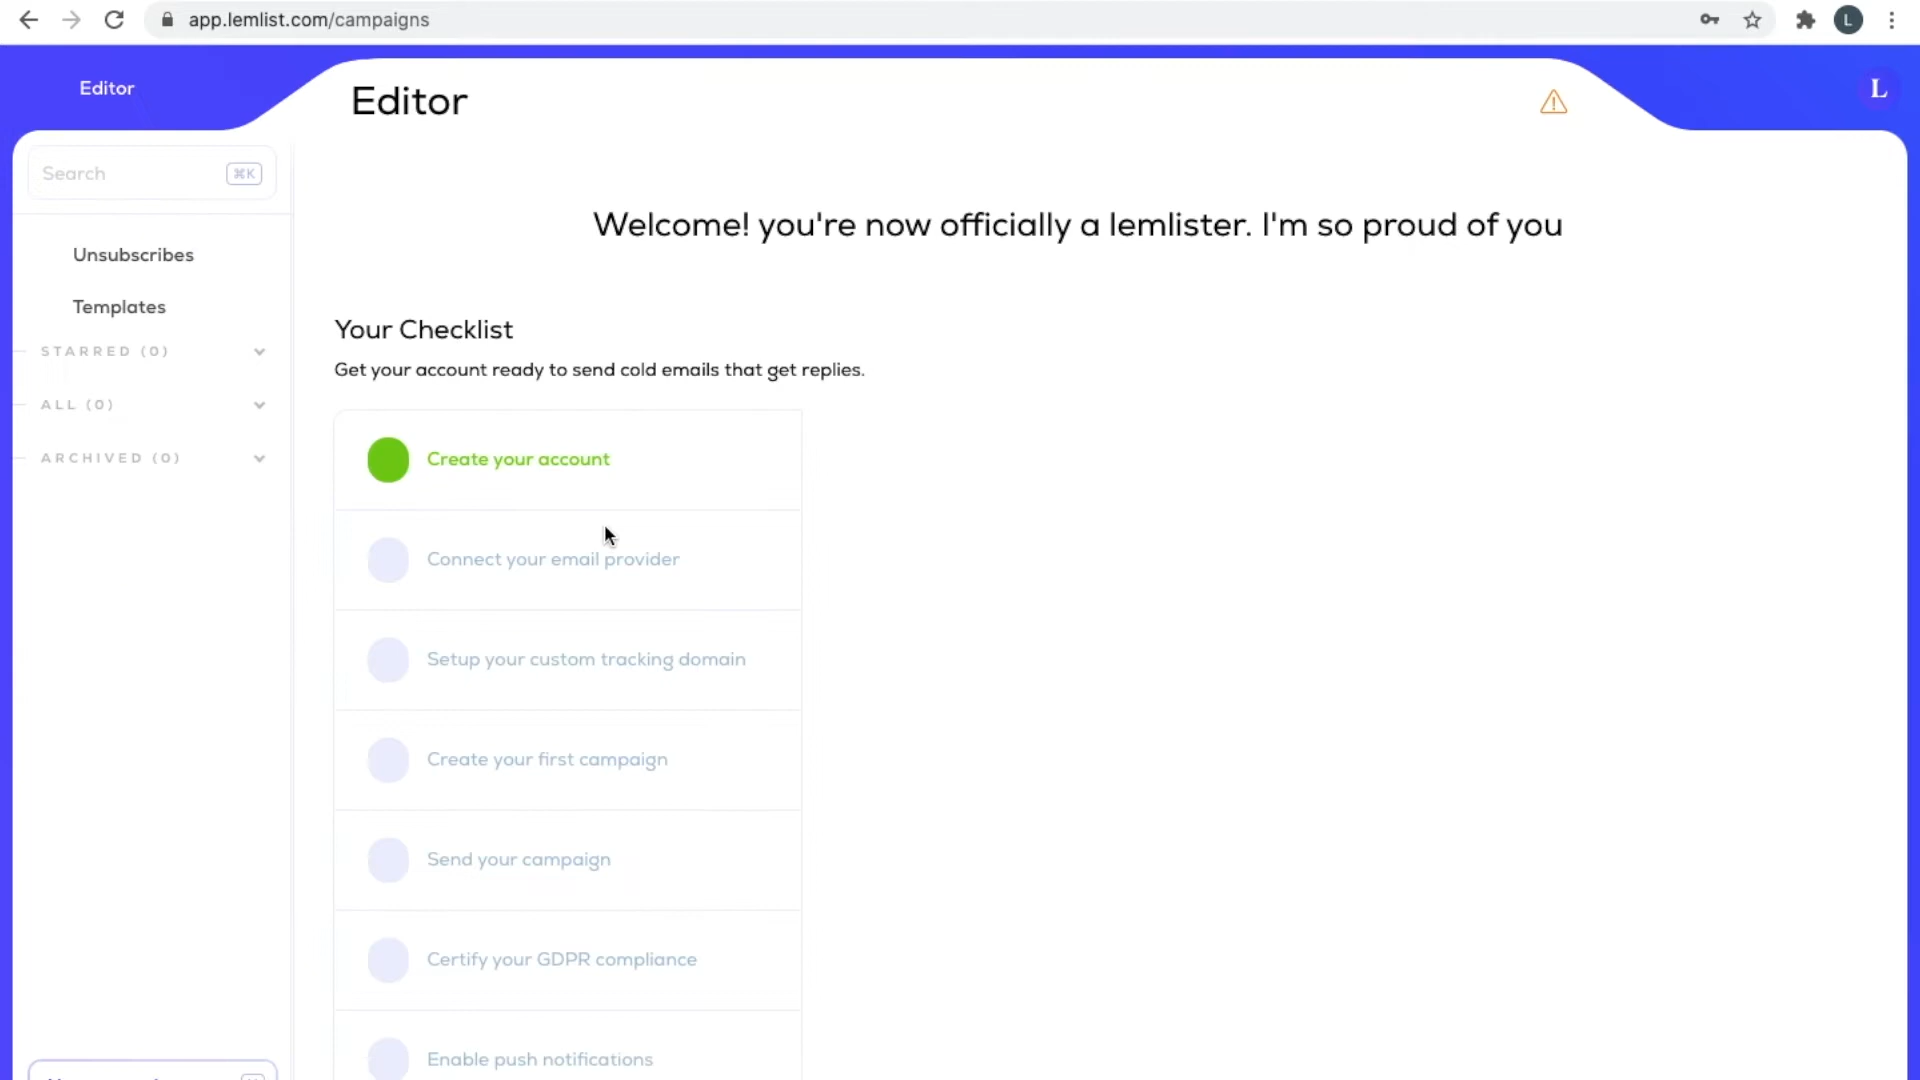 app.lemlist.com/campaigns
L
Editor
Editor
L
Search
⌘K
Welcome! you're now officially a lemlister. I'm so proud of you
Unsubscribes
Templates
STARRED (0)
ALL (0)
ARCHIVED (0)
Your Checklist
Get your account ready to send cold emails that get replies.
Create your account
Connect your email provider
Setup your custom tracking domain
Create your first campaign
Send your campaign
Certify your GDPR compliance
Enable push notifications